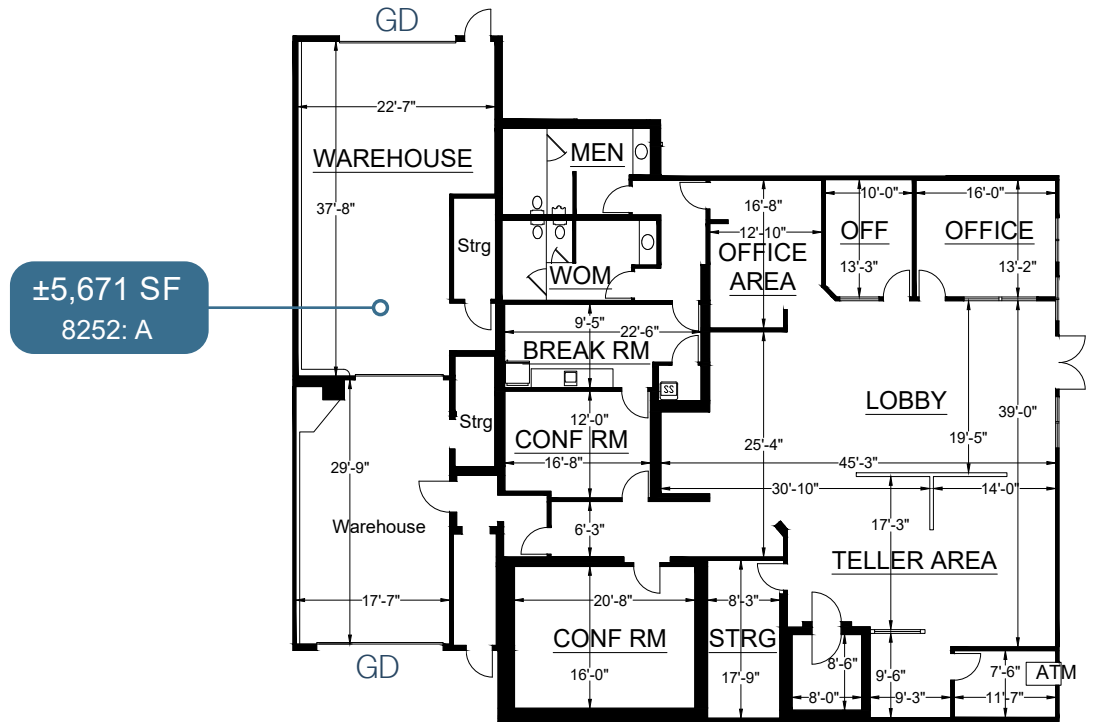 GD
22'-7"
WAREHOUSE
37'-8"
Strg
±5,671 SF
8252: A
MEN
WOM
9'-5"
22'-6"
BREAK RM
SS
12'-0"
CONF RM
16'-8"
Strg
29'-9"
Warehouse
17'-7"
GD
6'-3"
20'-8"
CONF RM
16'-0"
16'-8"
12'-10"
OFFICE
AREA
10'-0"
OFF
13'-3"
16'-0"
OFFICE
13'-2"
LOBBY
39'-0"
19'-5"
25'-4"
45'-3"
30'-10"
14'-0"
17'-3"
TELLER AREA
8'-3"
STRG
17'-9"
8'-6"
8'-0"
9'-6"
9'-3"
7'-6"
11'-7"
ATM